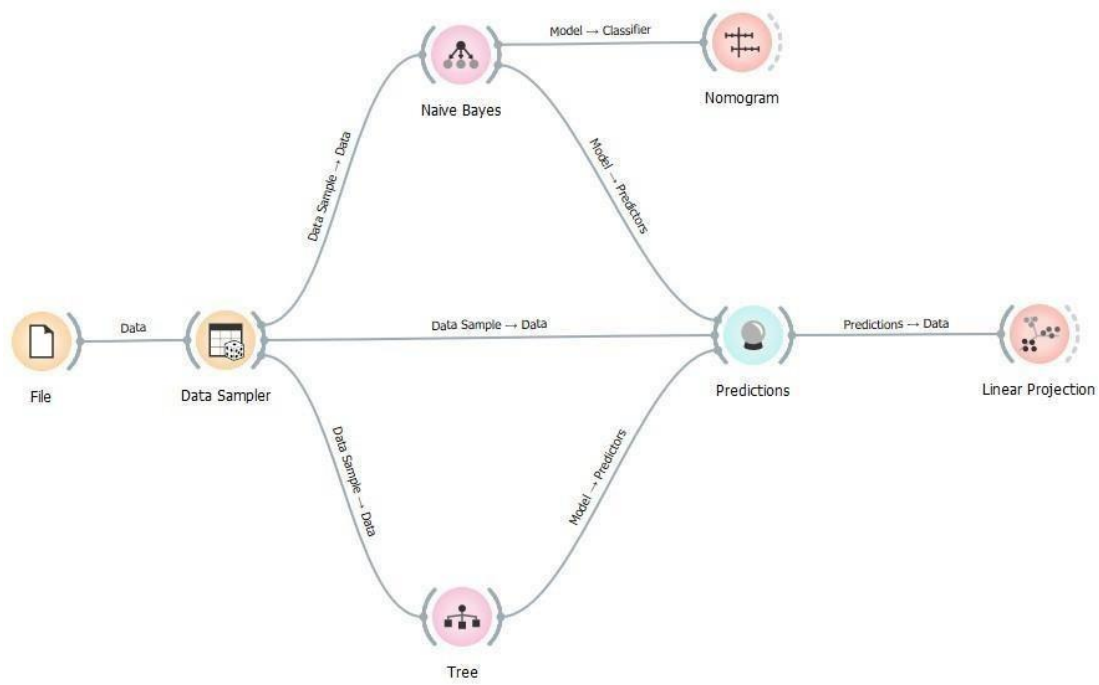 Model → Classifier
Naive Bayes
Nomogram
Data Sample → Data
Model → Predictors
Data
Data Sample → Data
Predictions → Data
File
Data Sampler
Predictions
Linear Projection
Data Sample → Data
Model → Predictors
Tree